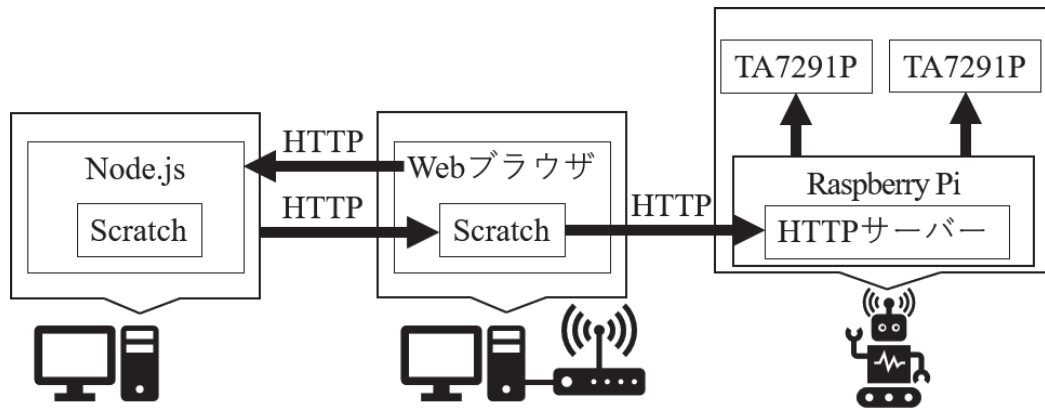 TA7291P
TA7291P
HTTP
Node.js
Webブラウザ
Raspberry Pi
HTTP
HTTP
Scratch
Scratch
HTTPサーバー